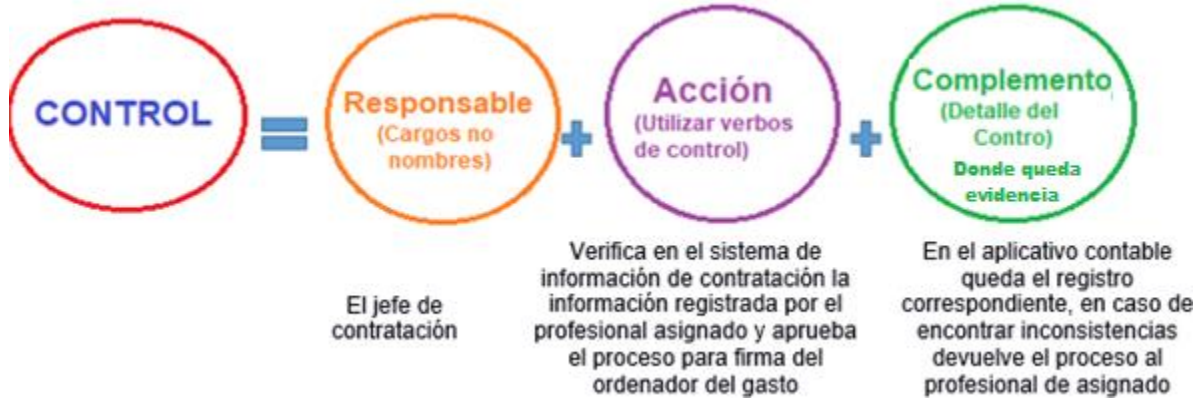 CONTROL
Responsable
(Cargos no
nombres)
Acción
(Utilizar verbos
de control)
Complemento
(Detalle del
Contro)
Donde queda
evidencia
El jefe de
contratación
Verifica en el sistema de
información de contratación la
información registrada por el
profesional asignado y aprueba
el proceso para firma del
ordenador del gasto
En el aplicativo contable
queda el registro
correspondiente, en caso de
encontrar inconsistencias
devuelve el proceso al
profesional de asignado